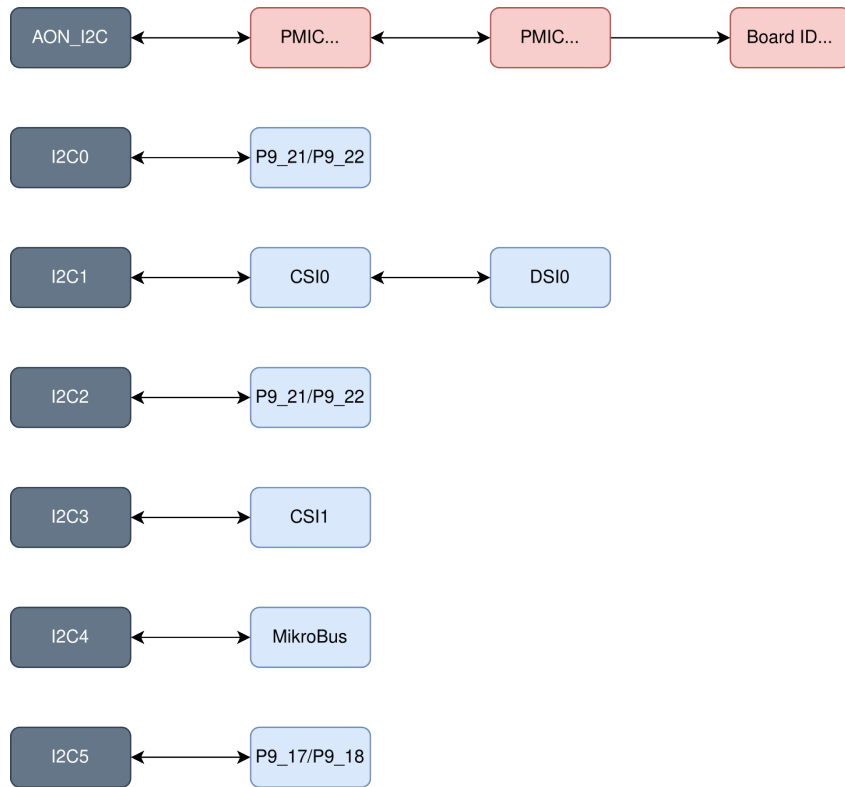 AON_I2C PMIC... PMIC... Board ID...
I2C0 P9_21/P9_22
I2C1 CSI0 DSI0
I2C2 P9_21/P9_22
I2C3 CSI1
I2C4 MikroBus
I2C5 P9_17/P9_18